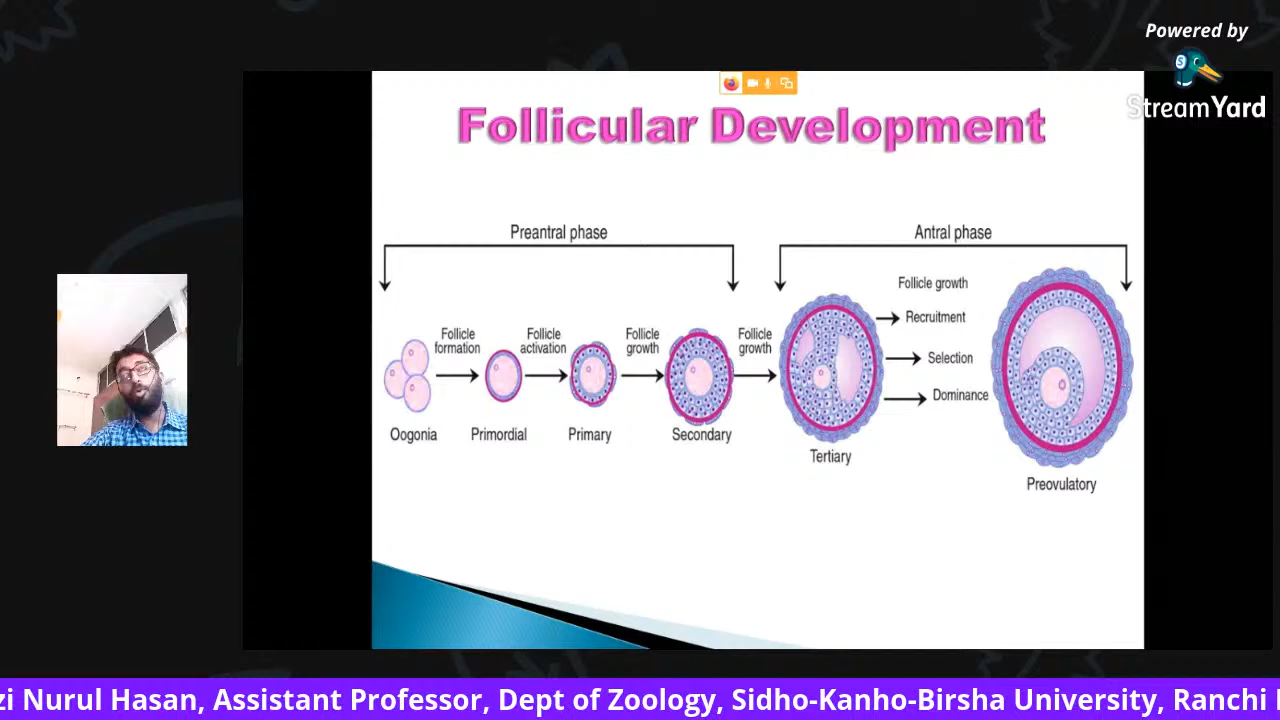 Powered by
StreamYard
Follicular Development
Preantral phase
Antral phase
Follicle formation
Follicle activation
Follicle growth
Follicle growth
Follicle growth
Recruitment
Selection
Dominance
Oogonia
Primordial
Primary
Secondary
Tertiary
Preovulatory
zi Nurul Hasan, Assistant Professor, Dept of Zoology, Sidho-Kanho-Birsha University, Ranchi